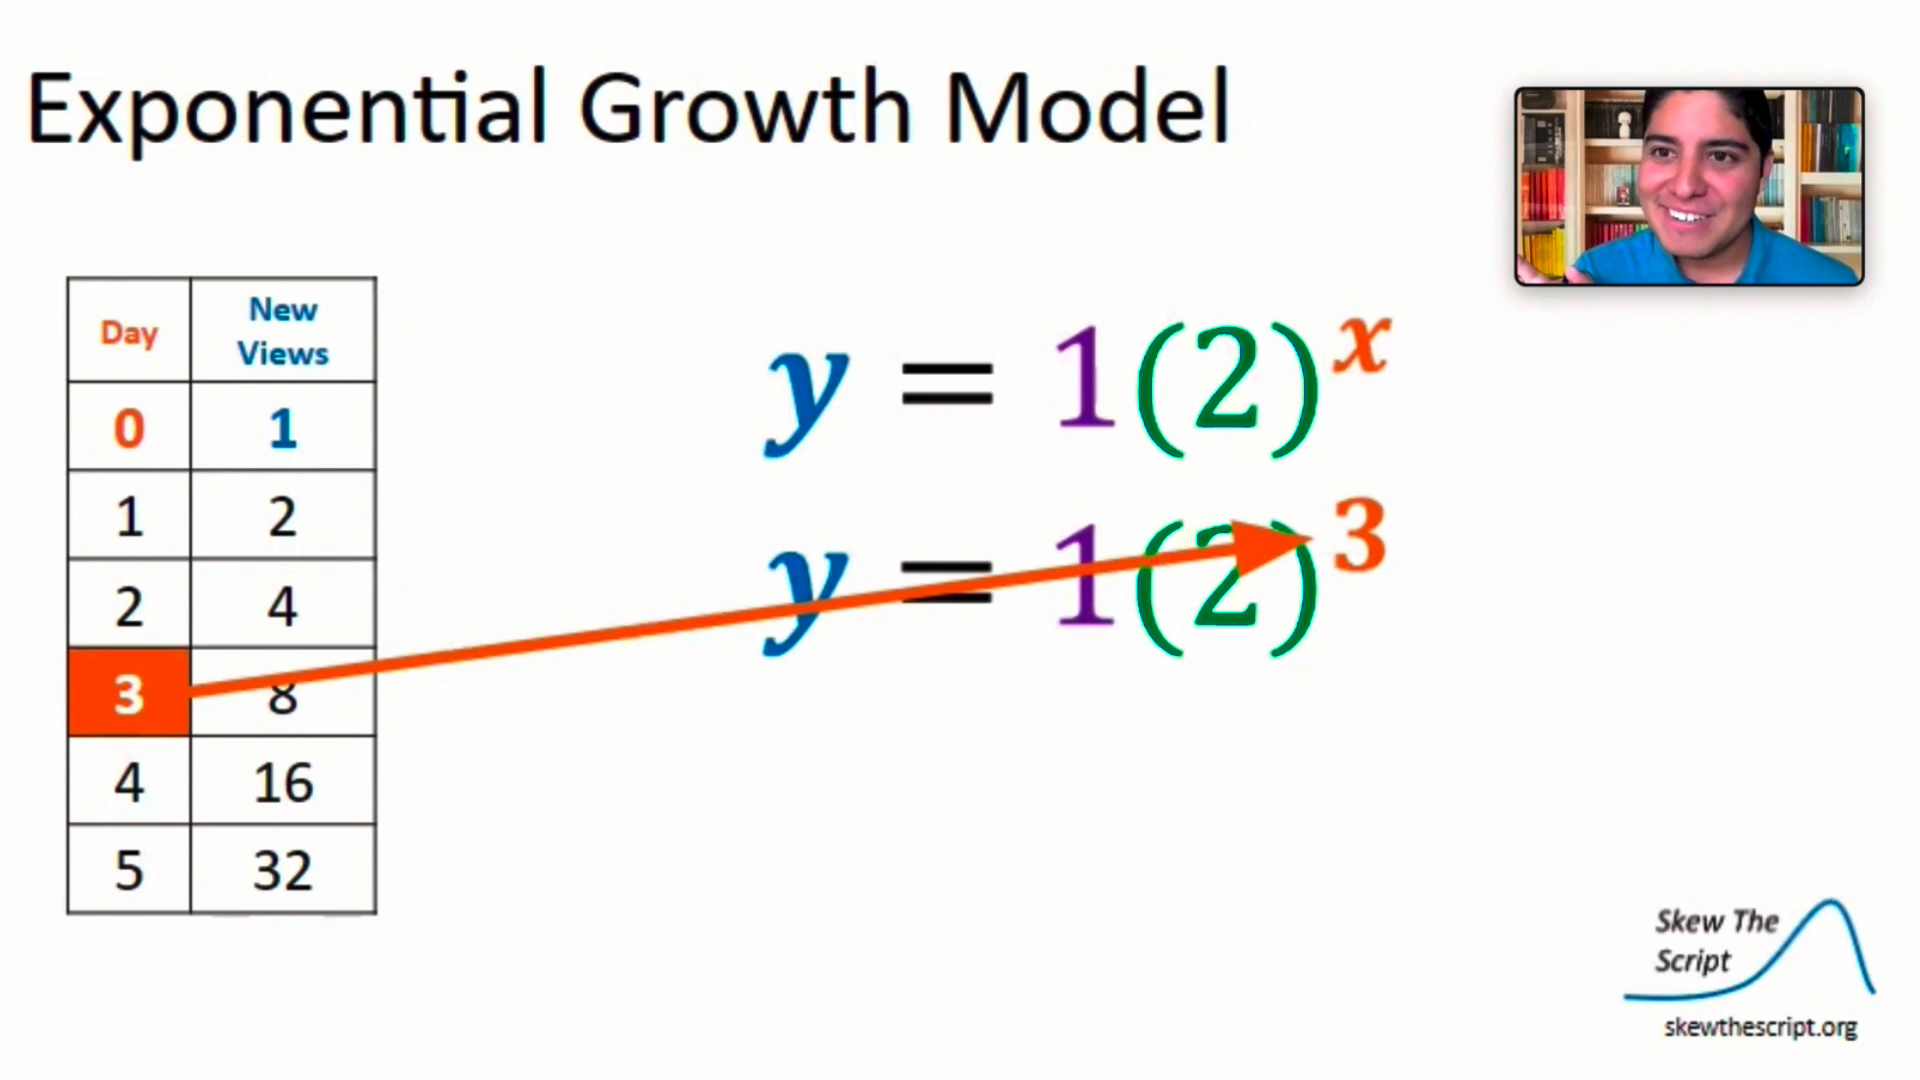 Exponential Growth Model
Day New Views
0 1
1 2
2 4
3 8
4 16
5 32
y = 1(2)^x
y = 1(2)^3
Skew The
Script
skewthescript.org